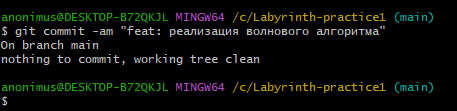 anonimus@DESKTOP-B72QKJL MINGW64 /c/Labyrinth-practice1 (main)
$ git commit -am "feat: реализация волнового алгоритма"
On branch main
nothing to commit, working tree clean
anonimus@DESKTOP-B72QKJL MINGW64 /c/Labyrinth-practice1 (main)
$